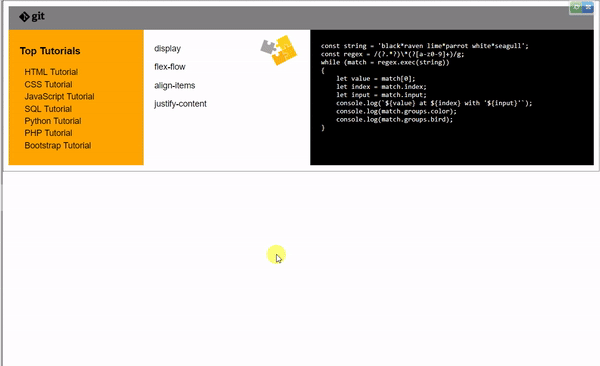 git
Top Tutorials
HTML Tutorial
CSS Tutorial
JavaScript Tutorial
SQL Tutorial
Python Tutorial
PHP Tutorial
Bootstrap Tutorial
display
flex-flow
align-items
justify-content
const string = 'black*raven lime*parrot white*seagull';
const regex = /(?.*?)\*(?[a-z0-9]+)/g;
while (match = regex.exec(string))
{
let value = match[0];
let index = match.index;
let input = match.input;
console.log(`${value} at ${index} with '${input}'`);
console.log(match.groups.color);
console.log(match.groups.bird);
}